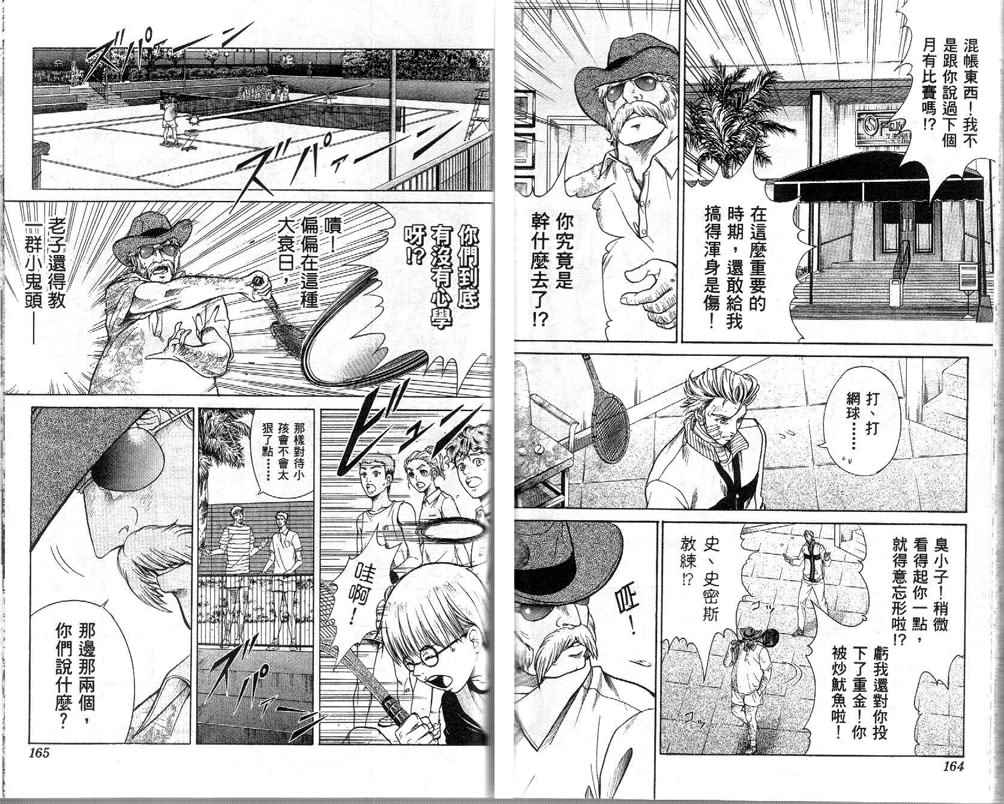 混帳東西！我不
是跟你說過下個
月有比賽嗎!?
在這麼重要的
時期，還敢給我
搞得渾身是傷！
你究竟是
幹什麼去了!?
打、打
網球……
臭小子！稍微
看得起你一點，
就得意忘形啦!?
虧我還對你投
下了重金！你
被炒魷魚啦！
史、史密斯
教練!?
コッ
コッ
呸！
164
ズパァーン
ズパァーン
你們到底
有沒有心學
呀!?
嘖—
偏偏在這種
大衰日，
老子還得教
一群小鬼頭—
ビュン
哇啊！
那樣對待小
孩會不會太
狠了點……
ズパァン
那邊那兩個，
你們說什麼？
165